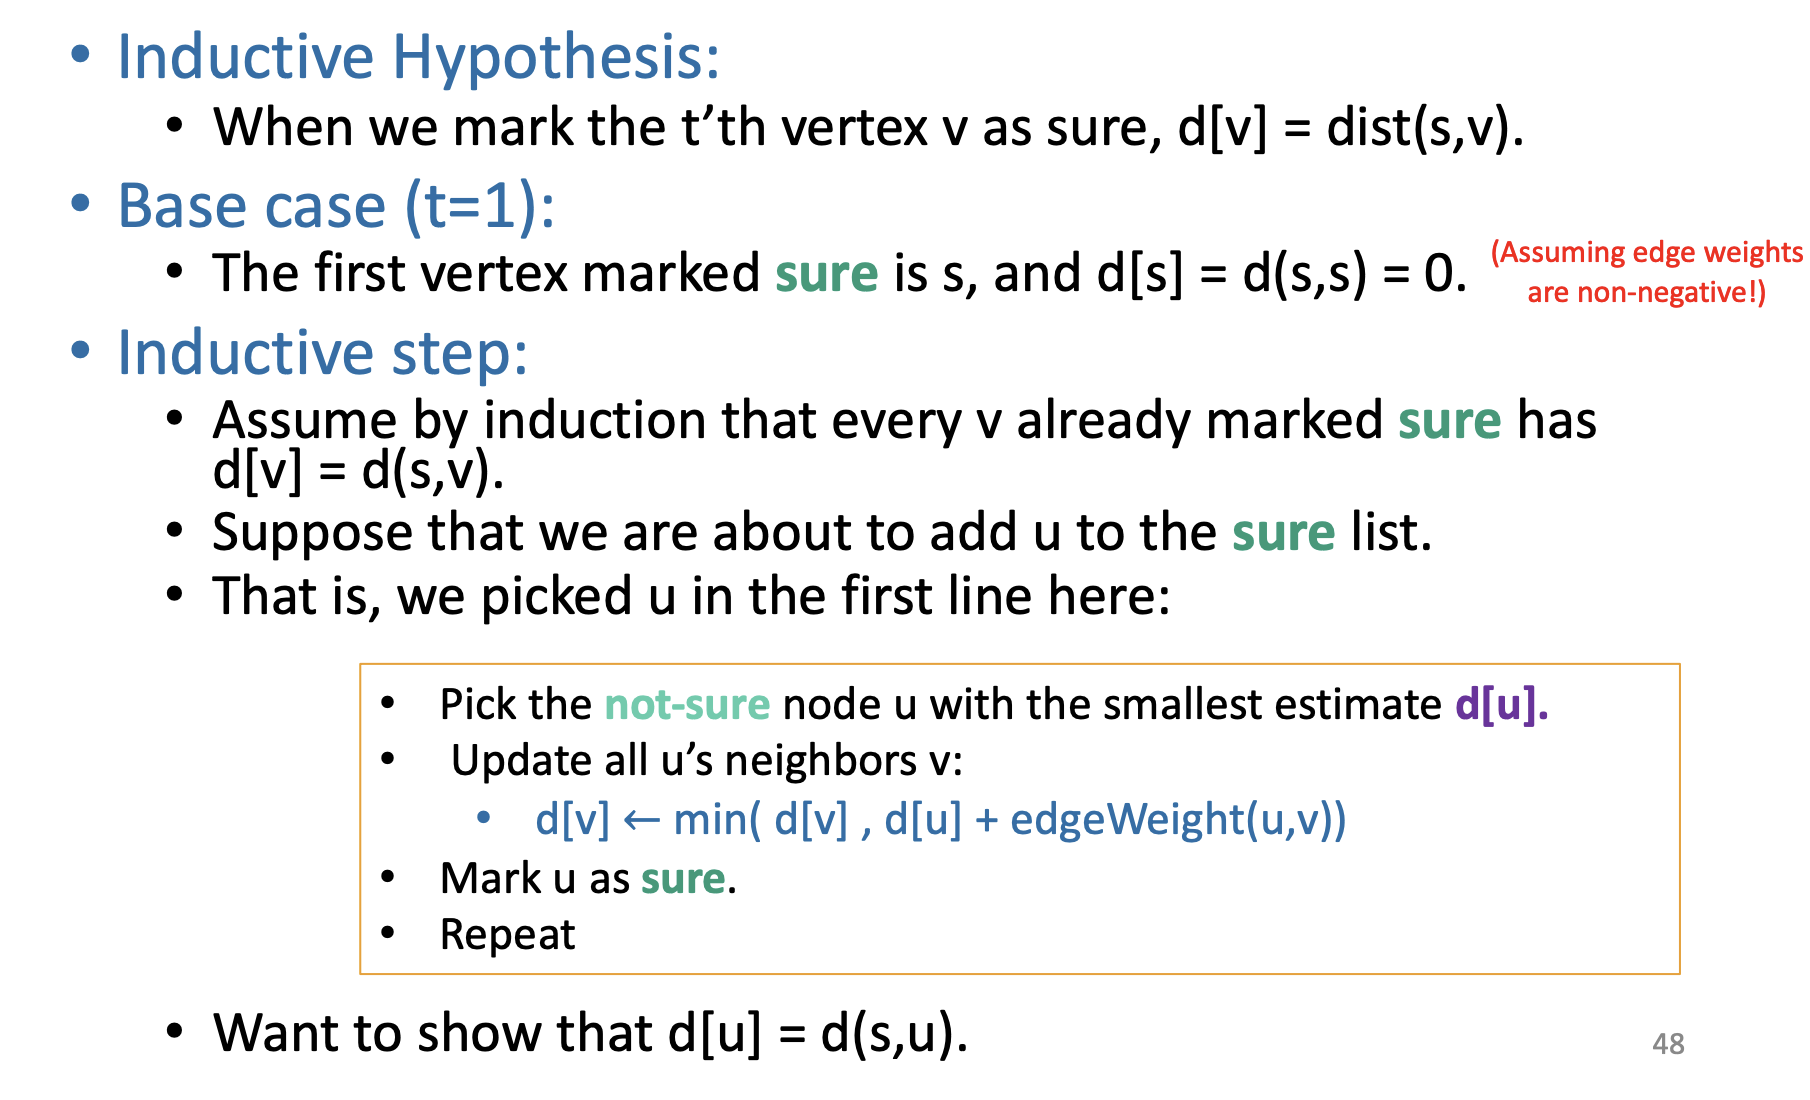 • Inductive Hypothesis:
• When we mark the t’th vertex v as sure, d[v] = dist(s,v).
• Base case (t=1):
• The first vertex marked sure is s, and d[s] = d(s,s) = 0.
(Assuming edge weights
are non-negative!)
• Inductive step:
• Assume by induction that every v already marked sure has
d[v] = d(s,v).
• Suppose that we are about to add u to the sure list.
• That is, we picked u in the first line here:
• Pick the not-sure node u with the smallest estimate d[u].
• Update all u’s neighbors v:
• d[v] ← min( d[v] , d[u] + edgeWeight(u,v))
• Mark u as sure.
• Repeat
• Want to show that d[u] = d(s,u).
48